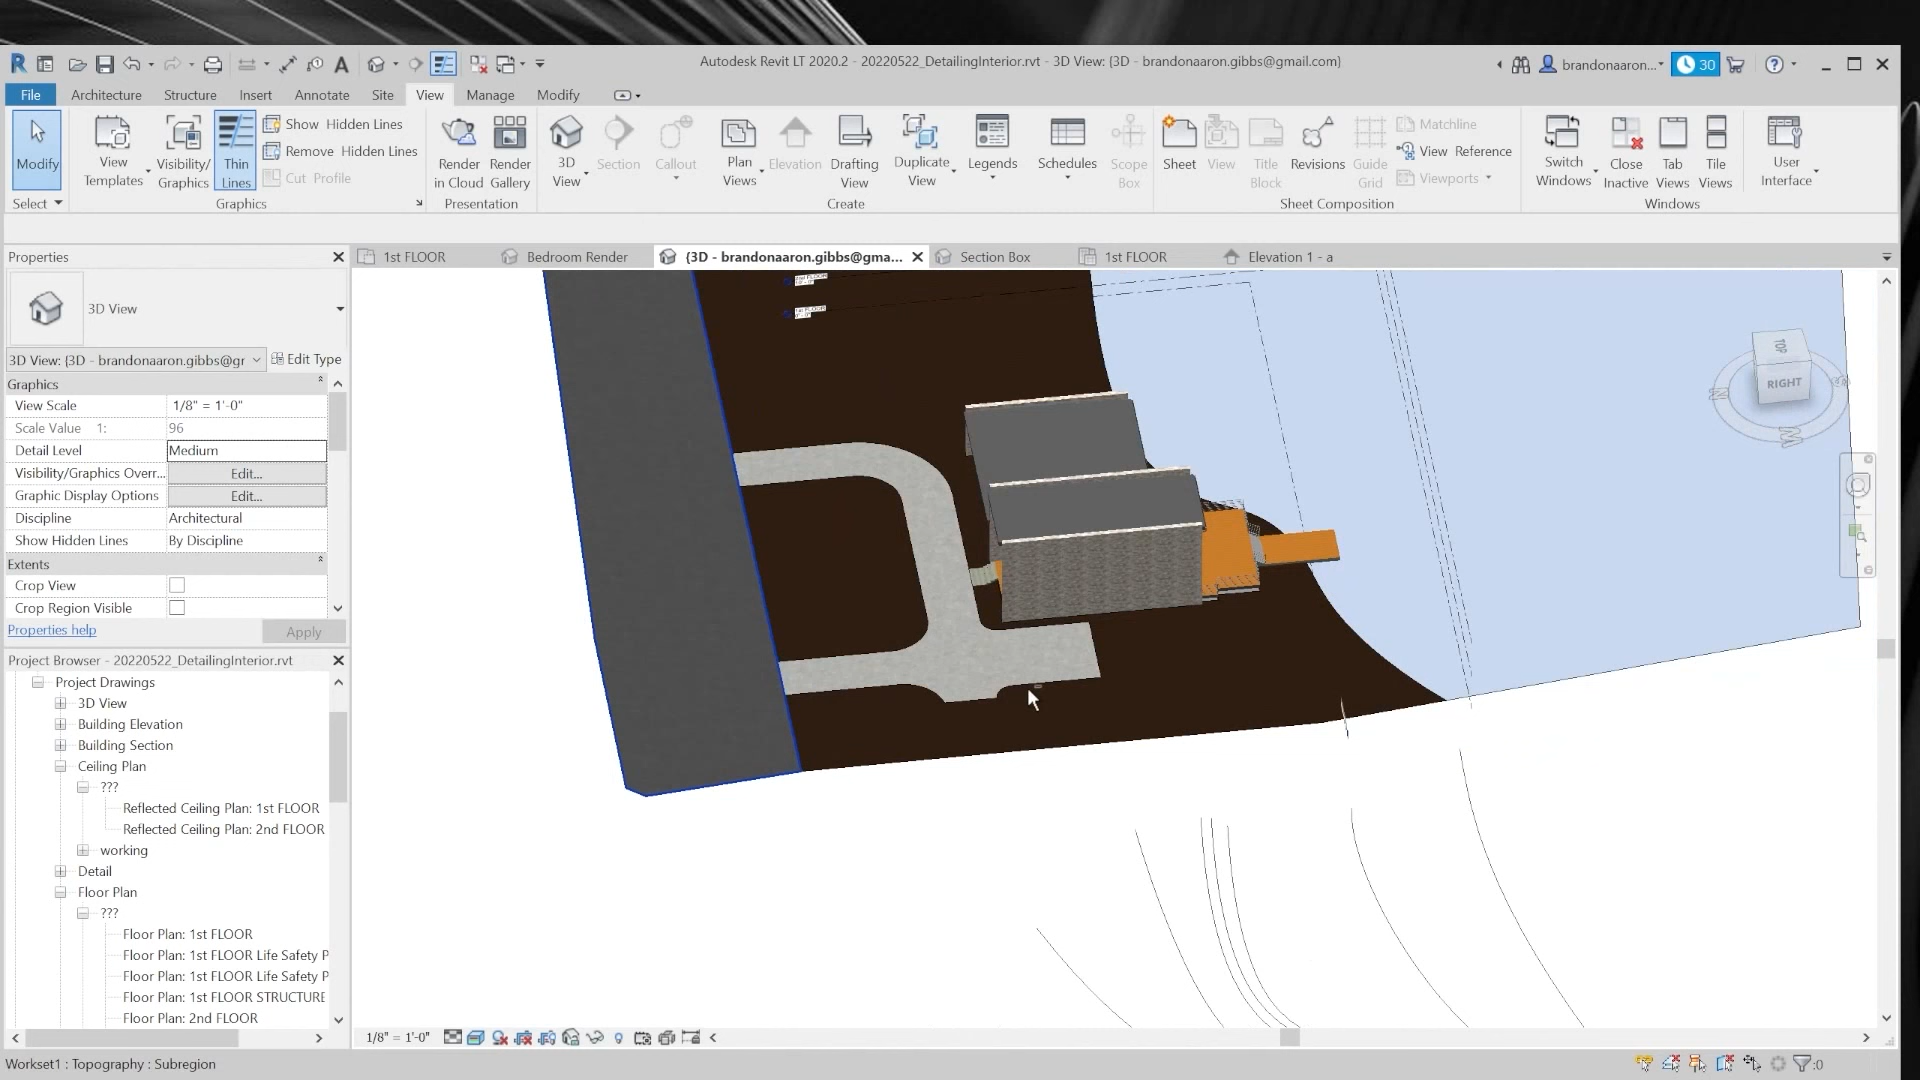 Autodesk Revit LT 2020.2 - 20220522_DetailingInterior.rvt - 3D View: {3D - brandonaaron.gibbs@gmail.com}
brandonaaron...
30
File Architecture Structure Insert Annotate Collaborate Site View Manage Modify
Modify
Select
View Templates
Visibility/ Graphics
Thin Lines
Show Hidden Lines
Remove Hidden Lines
Cut Profile
Graphics
Render in Cloud
Render Gallery
Presentation
3D View
Section
Callout
Plan Views
Elevation
Drafting View
Duplicate View
Legends
Schedules
Scope Box
Create
Sheet
View
Title Block
Revisions
Guide Grid
Matchline
View Reference
Viewports
Sheet Composition
Switch Windows
Close Inactive
Tab Views
Tile Views
User Interface
Windows
Properties
3D View
3D View: {3D - brandonaaron.gibbs@gr
Edit Type
Graphics
View Scale 1/8" = 1'-0"
Scale Value 1: 96
Detail Level Medium
Visibility/Graphics Overr... Edit...
Graphic Display Options Edit...
Discipline Architectural
Show Hidden Lines By Discipline
Extents
Crop View
Crop Region Visible
Properties help
Apply
1st FLOOR
Bedroom Render
{3D - brandonaaron.gibbs@gma...
Section Box
1st FLOOR
Elevation 1 - a
TOP
RIGHT
Project Browser - 20220522_DetailingInterior.rvt
Project Drawings
3D View
Building Elevation
Building Section
Ceiling Plan
???
Reflected Ceiling Plan: 1st FLOOR
Reflected Ceiling Plan: 2nd FLOOR
working
Detail
Floor Plan
???
Floor Plan: 1st FLOOR
Floor Plan: 1st FLOOR Life Safety P
Floor Plan: 1st FLOOR Life Safety P
Floor Plan: 1st FLOOR STRUCTURE
Floor Plan: 2nd FLOOR
1/8" = 1'-0"
Workset1 : Topography : Subregion
:0